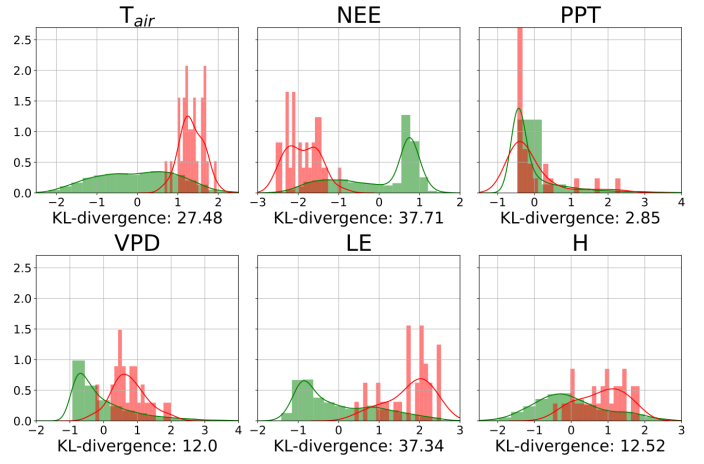 T_air NEE PPT
2.5
2.0
1.5
1.0
0.5
0.0
−2 −1 0 1 2 −3 −2 −1 0 1 2 −1 0 1 2 3 4
KL-divergence: 27.48 KL-divergence: 37.71 KL-divergence: 2.85
VPD LE H
2.5
2.0
1.5
1.0
0.5
0.0
−2 −1 0 1 2 3 4 −2 −1 0 1 2 3 −2 −1 0 1 2 3
KL-divergence: 12.0 KL-divergence: 37.34 KL-divergence: 12.52